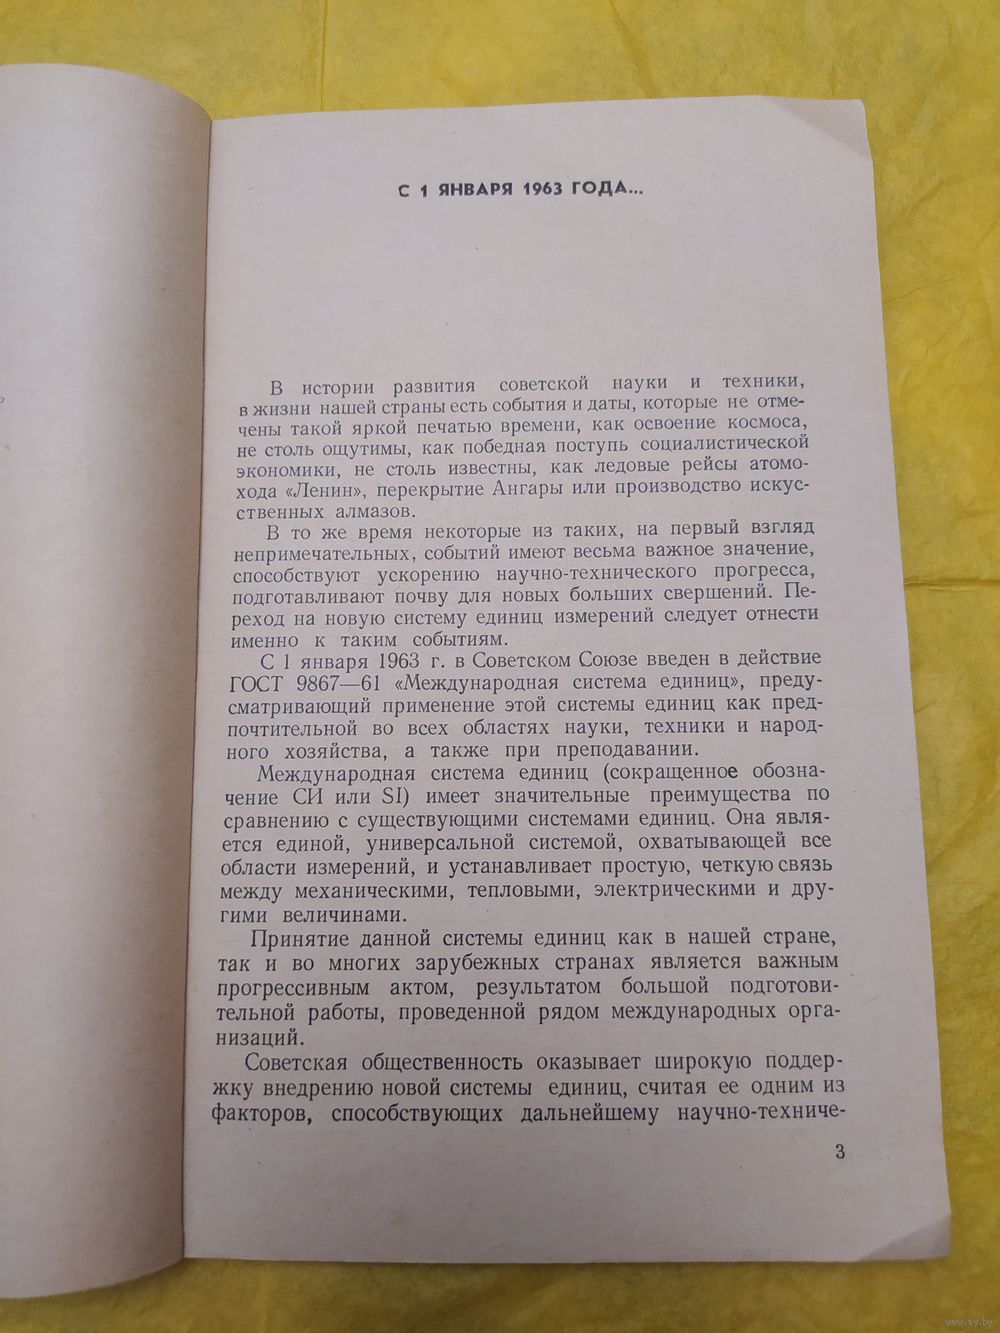 С 1 ЯНВАРЯ 1963 ГОДА...
В истории развития советской науки и техники,
в жизни нашей страны есть события и даты, которые не отме-
чены такой яркой печатью времени, как освоение космоса,
не столь ощутимы, как победная поступь социалистической
экономики, не столь известны, как ледовые рейсы атомо-
хода «Ленин», перекрытие Ангары или производство искус-
ственных алмазов.
В то же время некоторые из таких, на первый взгляд
непримечательных, событий имеют весьма важное значение,
способствуют ускорению научно-технического прогресса,
подготавливают почву для новых больших свершений. Пе-
реход на новую систему единиц измерений следует отнести
именно к таким событиям.
С 1 января 1963 г. в Советском Союзе введен в действие
ГОСТ 9867—61 «Международная система единиц», преду-
сматривающий применение этой системы единиц как пред-
почтительной во всех областях науки, техники и народ-
ного хозяйства, а также при преподавании.
Международная система единиц (сокращенное обозна-
чение СИ или SI) имеет значительные преимущества по
сравнению с существующими системами единиц. Она явля-
ется единой, универсальной системой, охватывающей все
области измерений, и устанавливает простую, четкую связь
между механическими, тепловыми, электрическими и дру-
гими величинами.
Принятие данной системы единиц как в нашей стране,
так и во многих зарубежных странах является важным
прогрессивным актом, результатом большой подготови-
тельной работы, проведенной рядом международных орга-
низаций.
Советская общественность оказывает широкую поддер-
жку внедрению новой системы единиц, считая ее одним из
факторов, способствующих дальнейшему научно-техниче-
3
www.ay.by